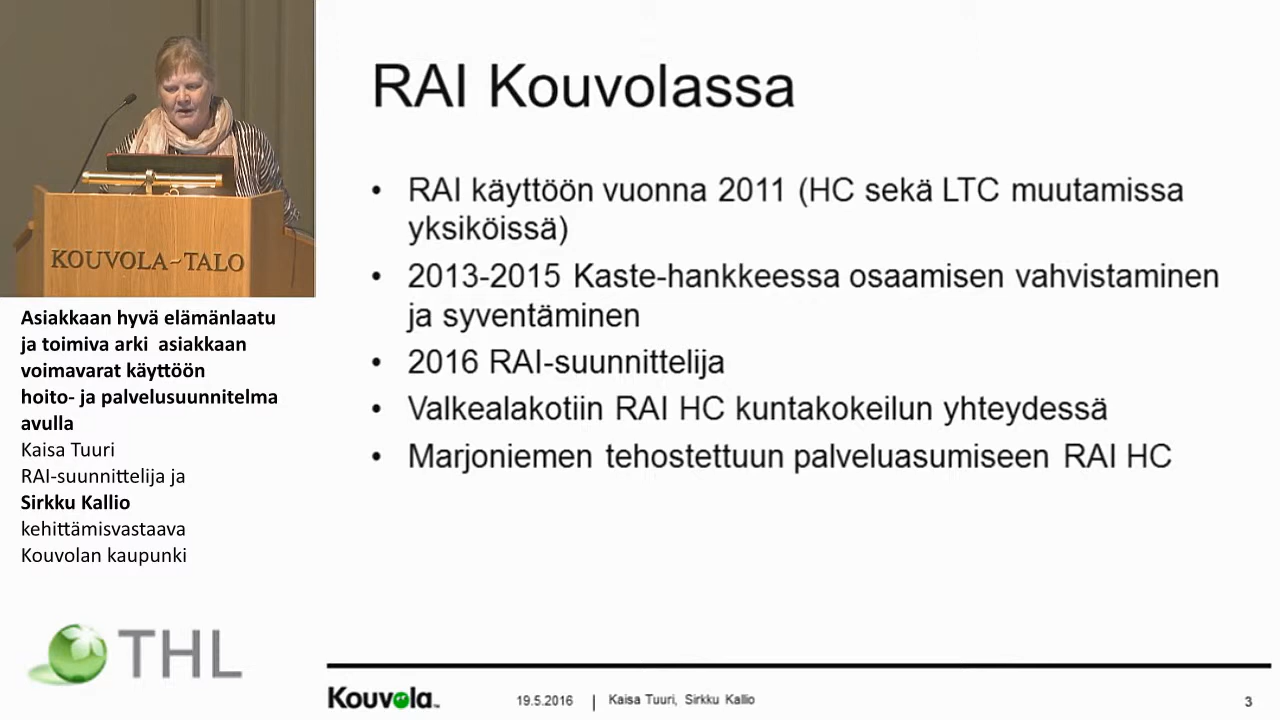 KOUVOLA-TALO
Asiakkaan hyvä elämänlaatu
ja toimiva arki asiakkaan
voimavarat käyttöön
hoito- ja palvelusuunnitelma
avulla
Kaisa Tuuri
RAI-suunnittelija ja
Sirkku Kallio
kehittämisvastaava
Kouvolan kaupunki
THL
RAI Kouvolassa
• RAI käyttöön vuonna 2011 (HC sekä LTC muutamissa
yksiköissä)
• 2013-2015 Kaste-hankkeessa osaamisen vahvistaminen
ja syventäminen
• 2016 RAI-suunnittelija
• Valkealakotiin RAI HC kuntakokeilun yhteydessä
• Marjoniemen tehostettuun palveluasumiseen RAI HC
Kouvola
19.5.2016 | Kaisa Tuuri, Sirkku Kallio
3